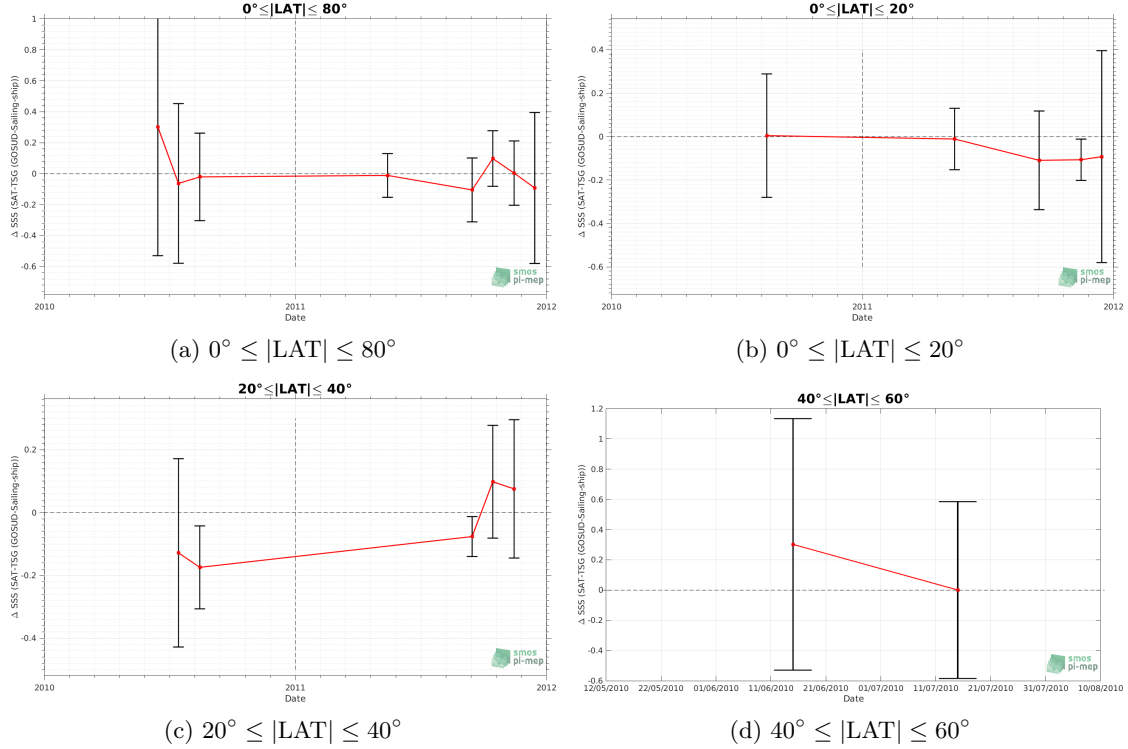 0°≤|LAT|≤ 80°
Δ SSS (SAT-TSG (GOSUD-Sailing-ship))
1
0.8
0.6
0.4
0.2
0
-0.2
-0.4
-0.6
2010 2011 2012
Date
smos
pi-mep
(a) 0° ≤ |LAT| ≤ 80°
0°≤|LAT|≤ 20°
Δ SSS (SAT-TSG (GOSUD-Sailing-ship))
0.4
0.2
0
-0.2
-0.4
-0.6
2010 2011 2012
Date
smos
pi-mep
(b) 0° ≤ |LAT| ≤ 20°
20°≤|LAT|≤ 40°
Δ SSS (SAT-TSG (GOSUD-Sailing-ship))
0.2
0
-0.2
-0.4
2010 2011 2012
Date
smos
pi-mep
(c) 20° ≤ |LAT| ≤ 40°
40°≤|LAT|≤ 60°
Δ SSS (SAT-TSG (GOSUD-Sailing-ship))
1.2
1
0.8
0.6
0.4
0.2
0
-0.2
-0.4
-0.6
12/05/2010 22/05/2010 01/06/2010 11/06/2010 21/06/2010 01/07/2010 11/07/2010 21/07/2010 31/07/2010 10/08/2010
Date
smos
pi-mep
(d) 40° ≤ |LAT| ≤ 60°